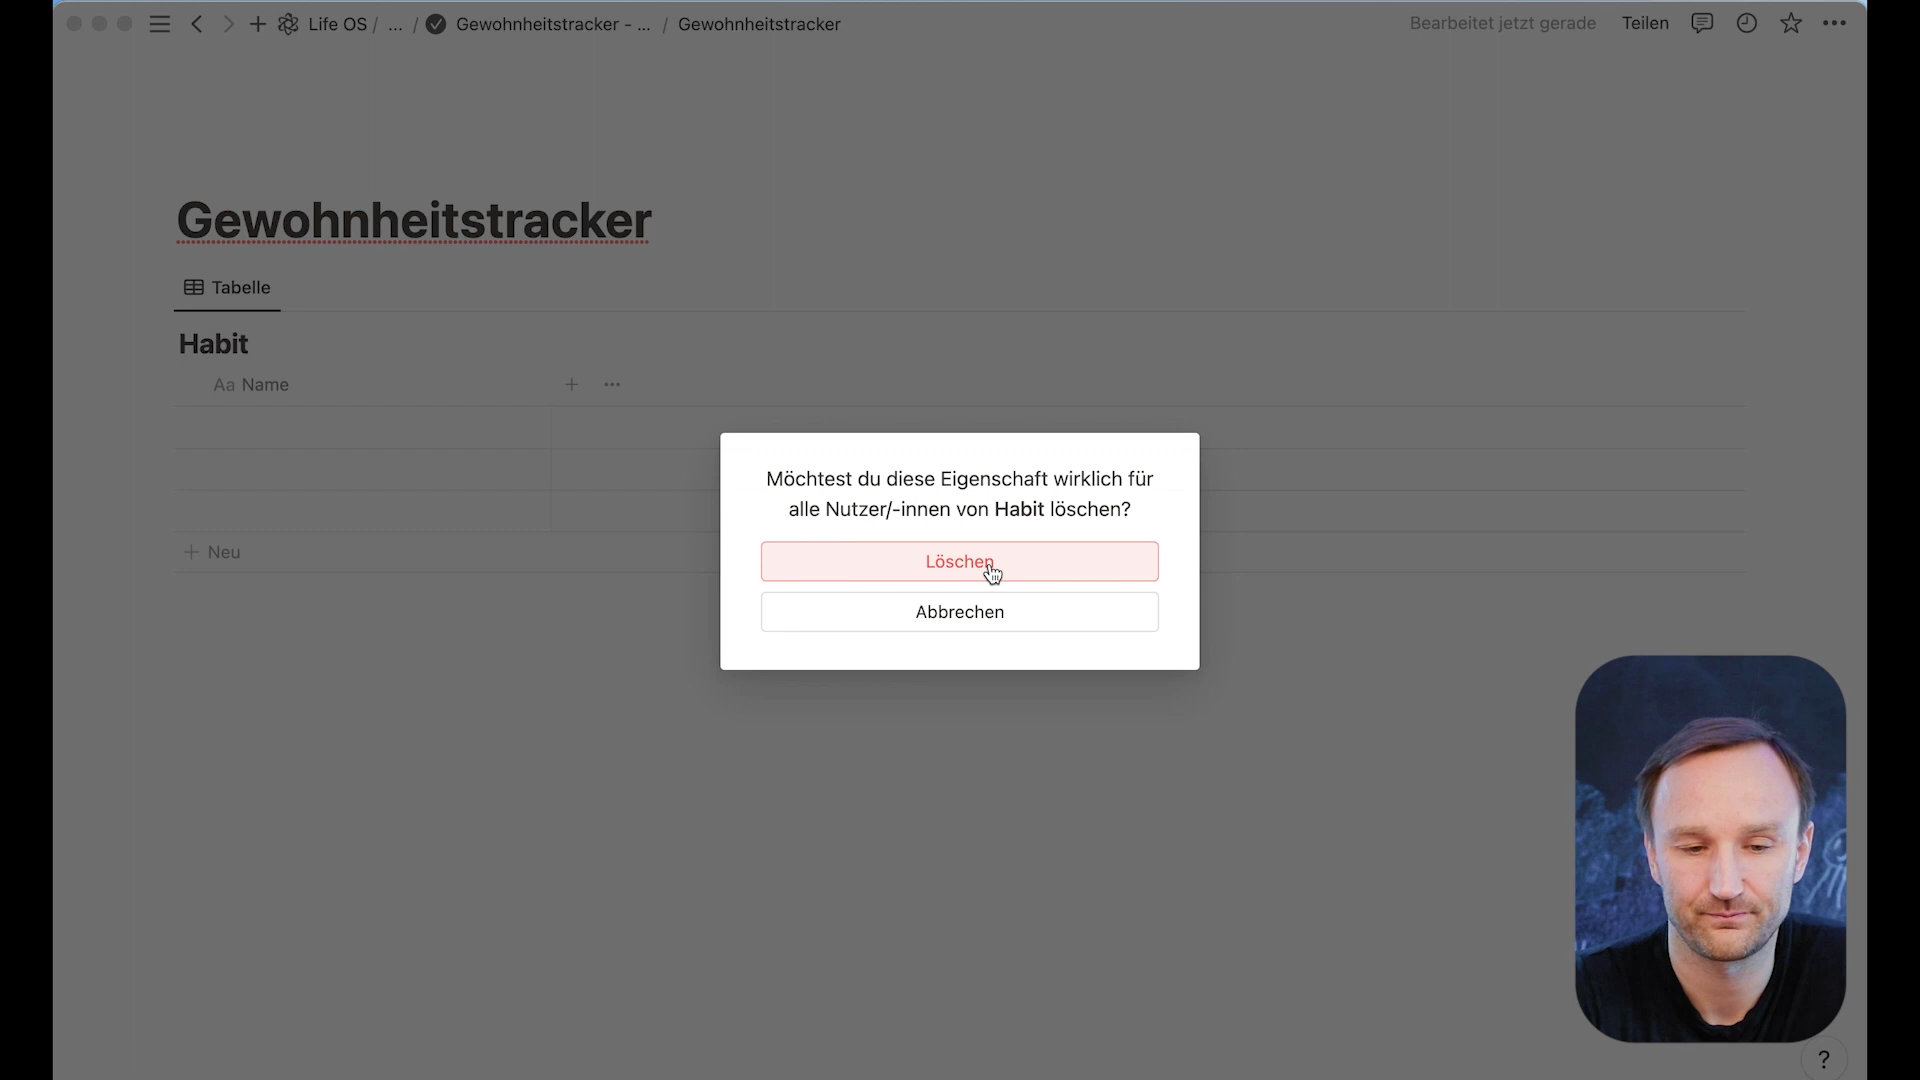 Life OS / ... / Gewohnheitstracker - ... / Gewohnheitstracker
Bearbeitet jetzt gerade Teilen
Gewohnheitstracker
Tabelle
Habit
Aa Name
+ Neu
Möchtest du diese Eigenschaft wirklich für
alle Nutzer/-innen von Habit löschen?
Löschen
Abbrechen
?